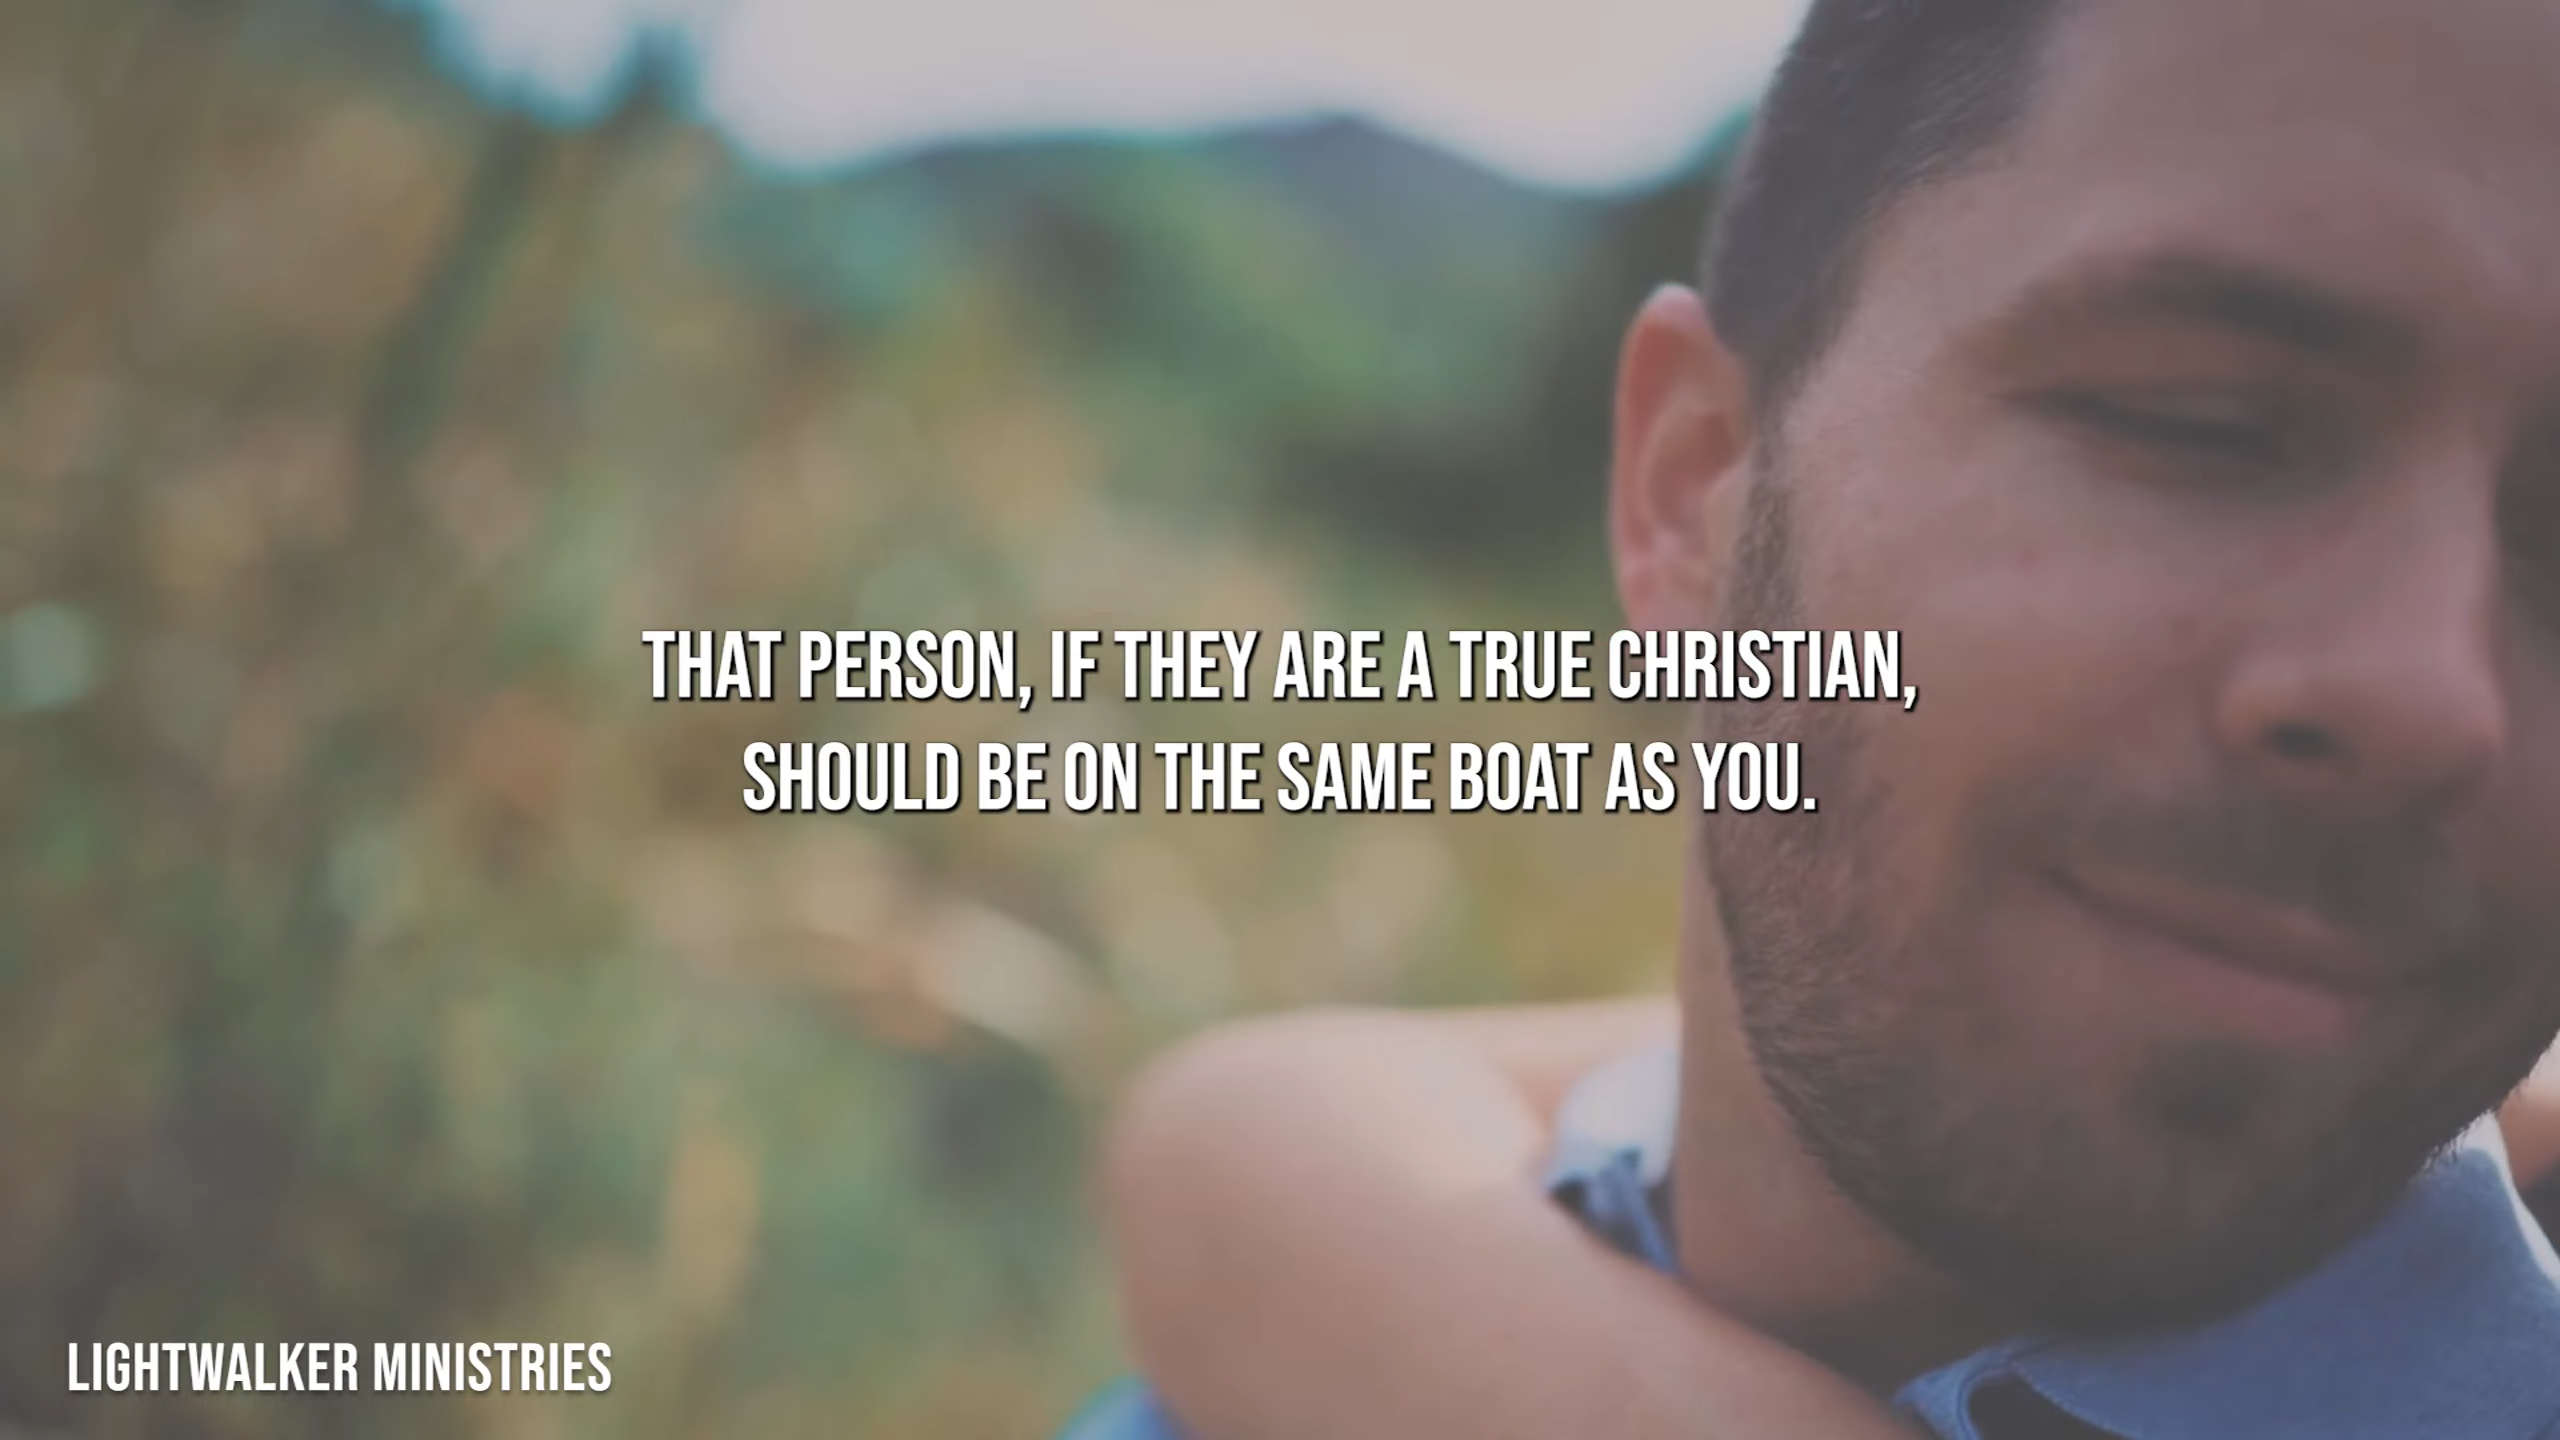 THAT PERSON, IF THEY ARE A TRUE CHRISTIAN,
SHOULD BE ON THE SAME BOAT AS YOU.
LIGHTWALKER MINISTRIES